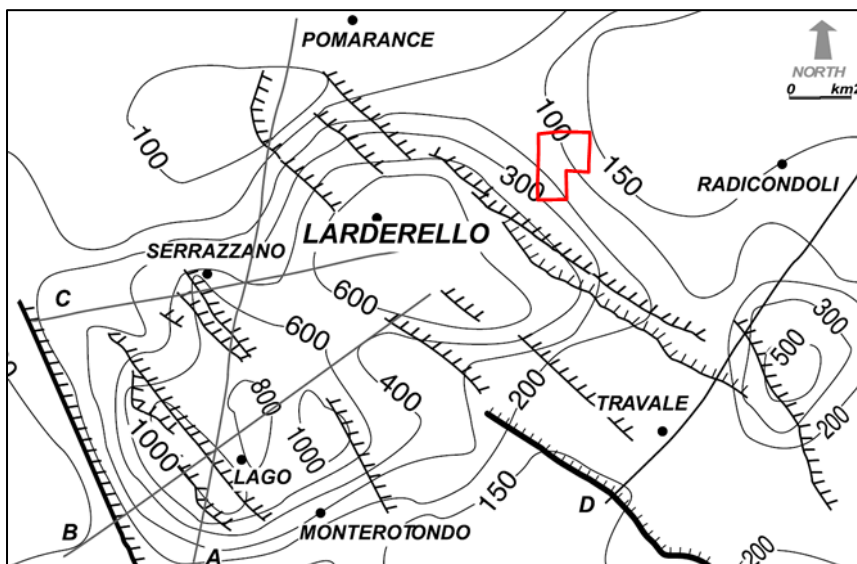 POMARANCE
NORTH
0 km2
100
100
150
300
RADICONDOLI
LARDERELLO
SERRAZZANO
C
600
600
300
500
800
400
200
TRAVALE
200
1000
1000
LAGO
150
D
B
MONTEROTONDO
A
200